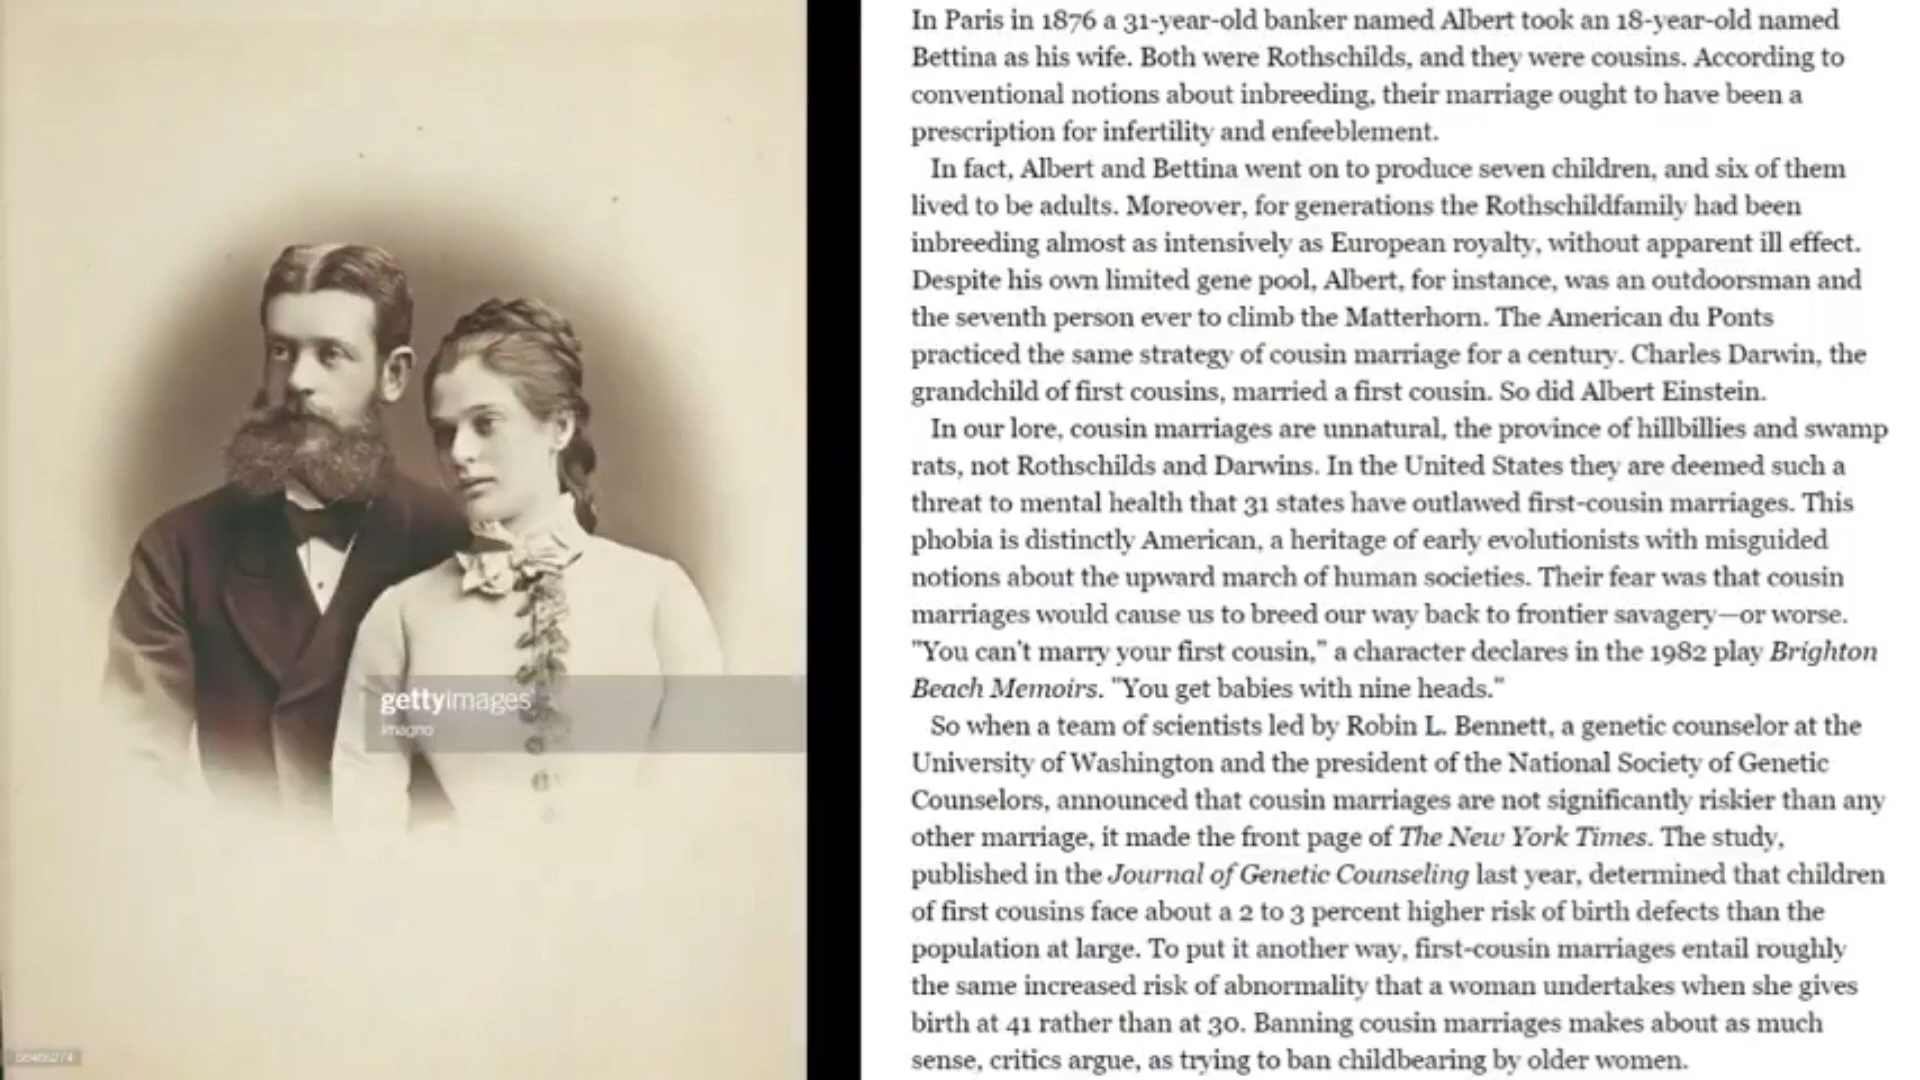 In Paris in 1876 a 31-year-old banker named Albert took an 18-year-old named
Bettina as his wife. Both were Rothschilds, and they were cousins. According to
conventional notions about inbreeding, their marriage ought to have been a
prescription for infertility and enfeeblement.
In fact, Albert and Bettina went on to produce seven children, and six of them
lived to be adults. Moreover, for generations the Rothschildfamily had been
inbreeding almost as intensively as European royalty, without apparent ill effect.
Despite his own limited gene pool, Albert, for instance, was an outdoorsman and
the seventh person ever to climb the Matterhorn. The American du Ponts
practiced the same strategy of cousin marriage for a century. Charles Darwin, the
grandchild of first cousins, married a first cousin. So did Albert Einstein.
In our lore, cousin marriages are unnatural, the province of hillbillies and swamp
rats, not Rothschilds and Darwins. In the United States they are deemed such a
threat to mental health that 31 states have outlawed first-cousin marriages. This
phobia is distinctly American, a heritage of early evolutionists with misguided
notions about the upward march of human societies. Their fear was that cousin
marriages would cause us to breed our way back to frontier savagery—or worse.
"You can't marry your first cousin," a character declares in the 1982 play Brighton
Beach Memoirs. "You get babies with nine heads."
So when a team of scientists led by Robin L. Bennett, a genetic counselor at the
University of Washington and the president of the National Society of Genetic
Counselors, announced that cousin marriages are not significantly riskier than any
other marriage, it made the front page of The New York Times. The study,
published in the Journal of Genetic Counseling last year, determined that children
of first cousins face about a 2 to 3 percent higher risk of birth defects than the
population at large. To put it another way, first-cousin marriages entail roughly
the same increased risk of abnormality that a woman undertakes when she gives
birth at 41 rather than at 30. Banning cousin marriages makes about as much
sense, critics argue, as trying to ban childbearing by older women.
gettyimages
imagno